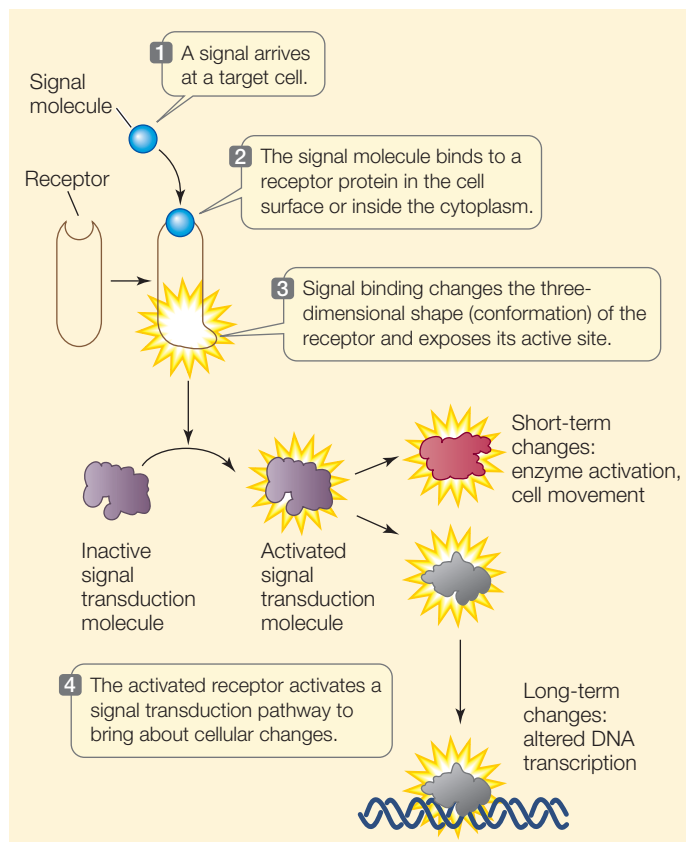 1 A signal arrives
at a target cell.
Signal
molecule
2 The signal molecule binds to a
receptor protein in the cell
surface or inside the cytoplasm.
Receptor
3 Signal binding changes the three-
dimensional shape (conformation) of the
receptor and exposes its active site.
Short-term
changes:
enzyme activation,
cell movement
Inactive
signal
transduction
molecule
Activated
signal
transduction
molecule
4 The activated receptor activates a
signal transduction pathway to
bring about cellular changes.
Long-term
changes:
altered DNA
transcription